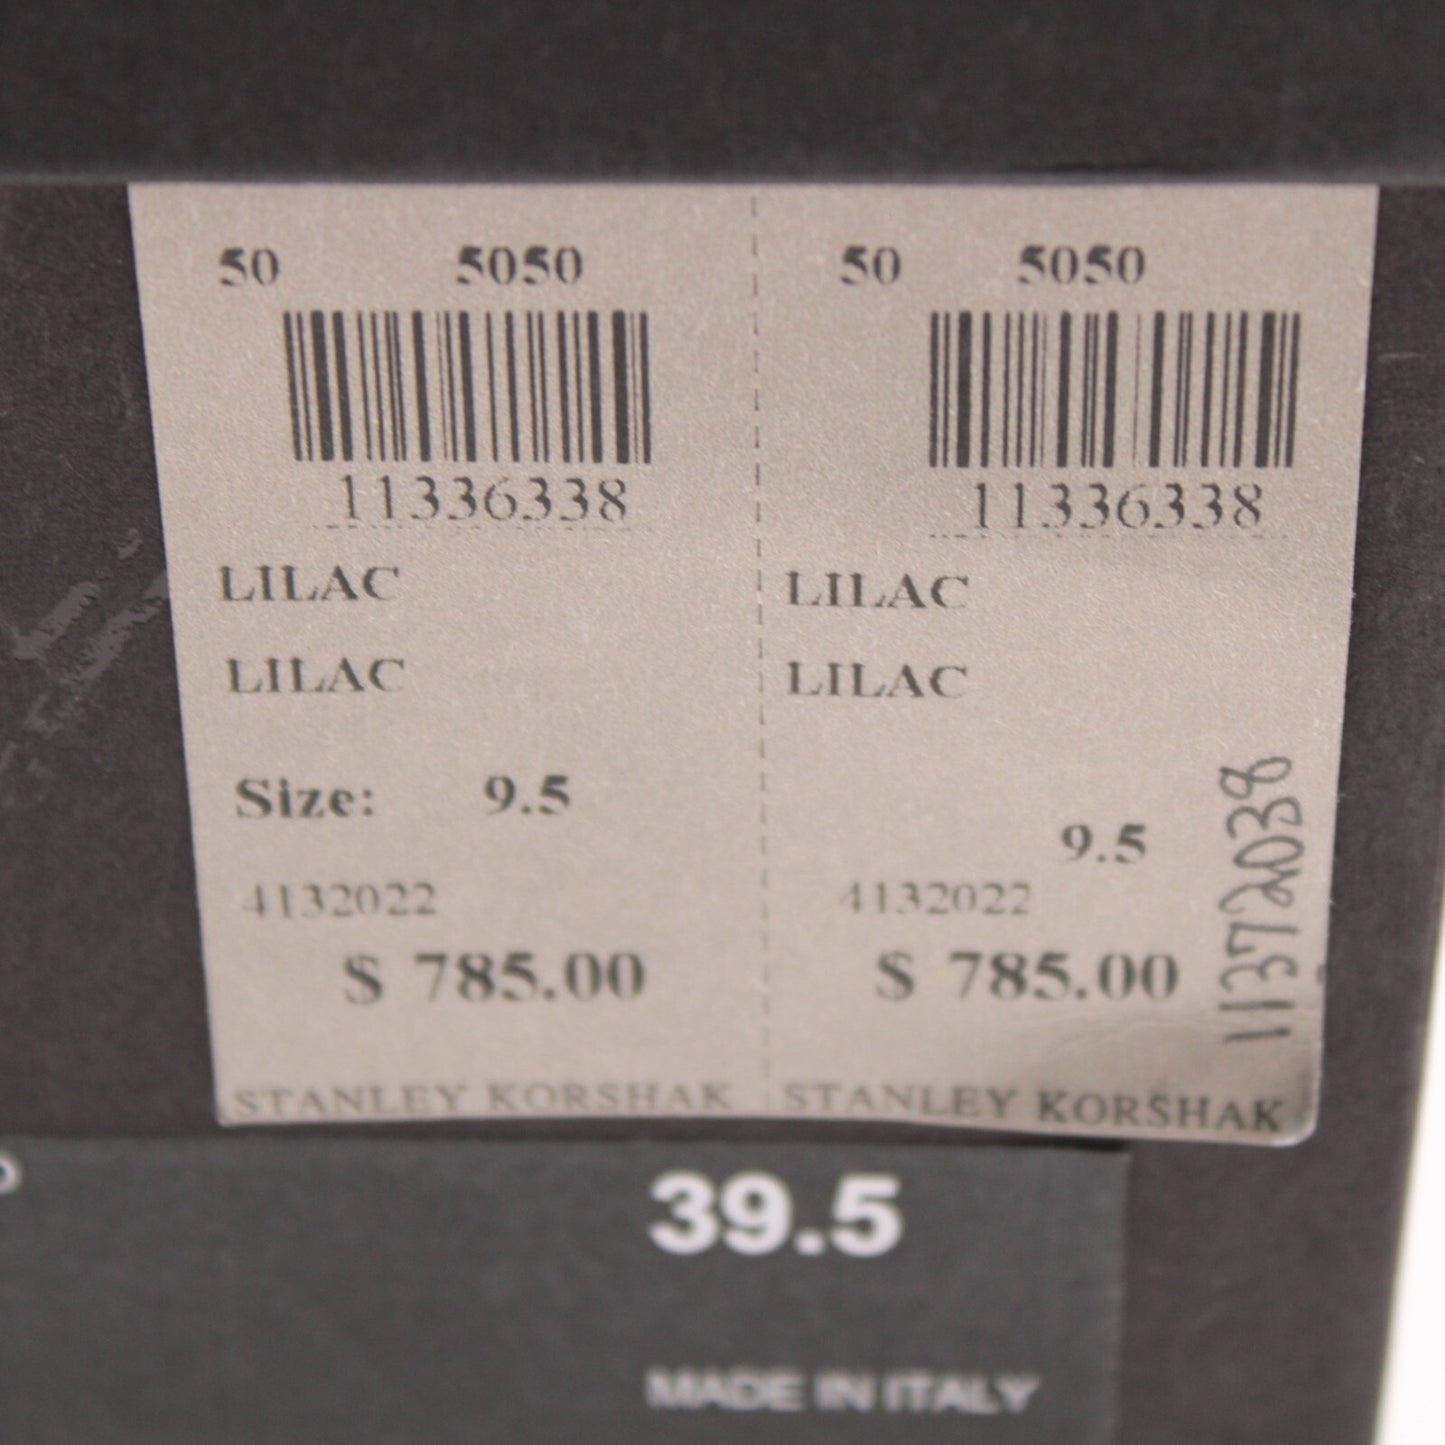 50 5050
11336338
LILAC
LILAC
Size: 9.5
4132022
$ 785.00
STANLEY KORSHAK
50 5050
11336338
LILAC
LILAC
9.5
4132022
$ 785.00
STANLEY KORSHAK
11372038
39.5
MADE IN ITALY